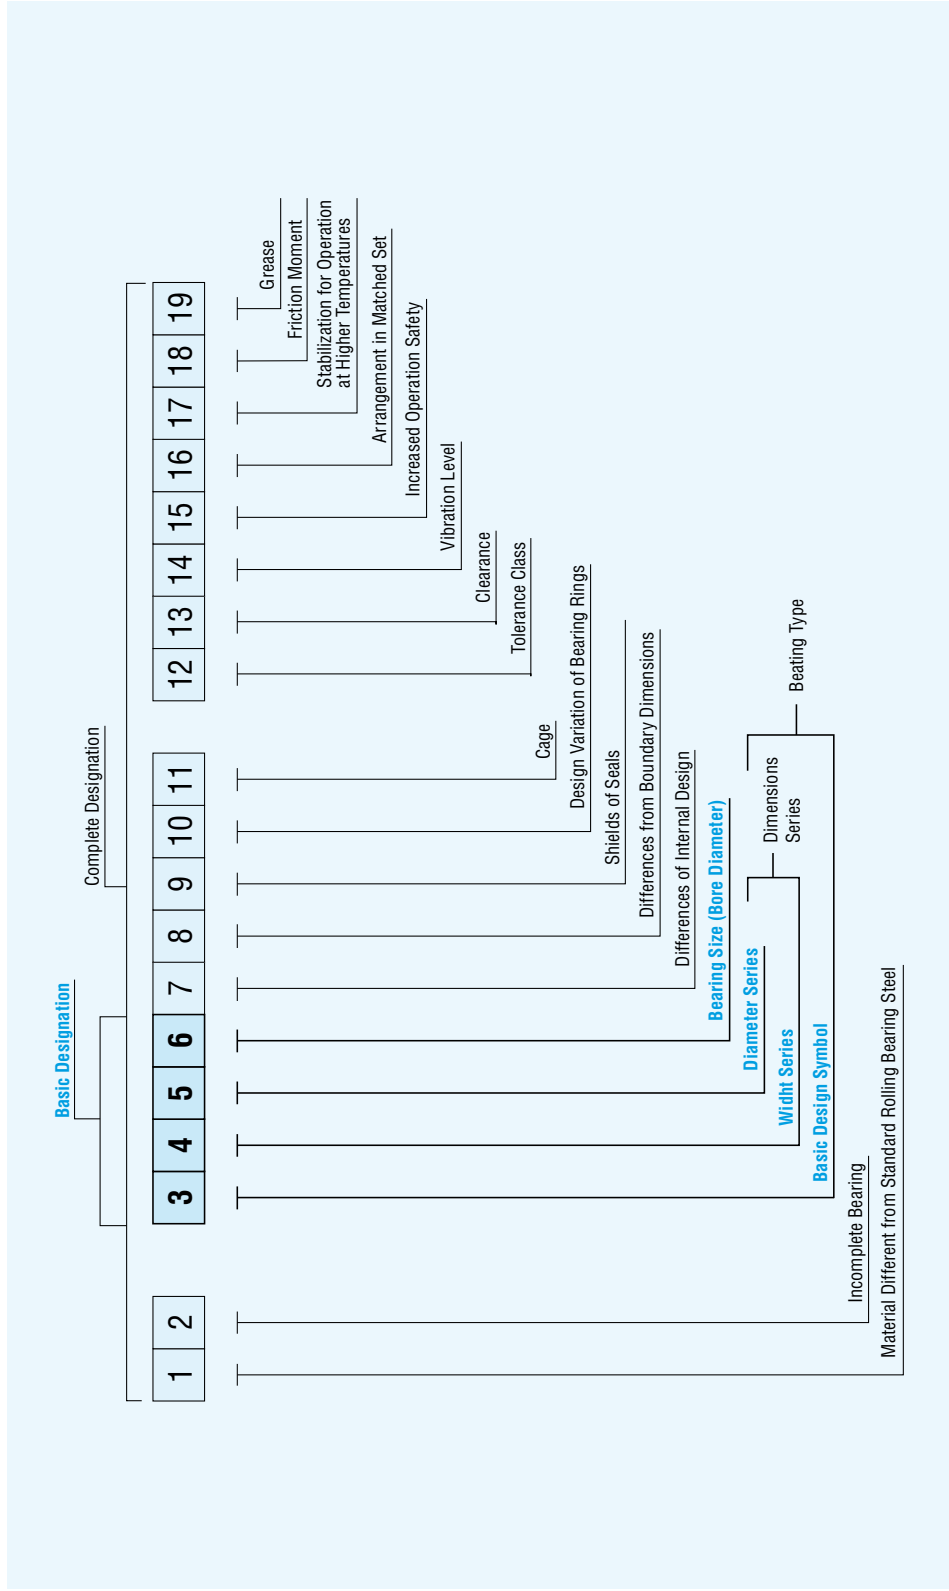 Basic Designation
Complete Designation
1 2 3 4 5 6 7 8 9 10 11 12 13 14 15 16 17 18 19
Grease
Friction Moment
Stabilization for Operation
at Higher Temperatures
Arrangement in Matched Set
Increased Operation Safety
Vibration Level
Clearance
Tolerance Class
Cage
Design Variation of Bearing Rings
Shields of Seals
Differences from Boundary Dimensions
Differences of Internal Design
Bearing Size (Bore Diameter)
Diameter Series
Dimensions
Series
Widht Series
Beating Type
Basic Design Symbol
Incomplete Bearing
Material Different from Standard Rolling Bearing Steel